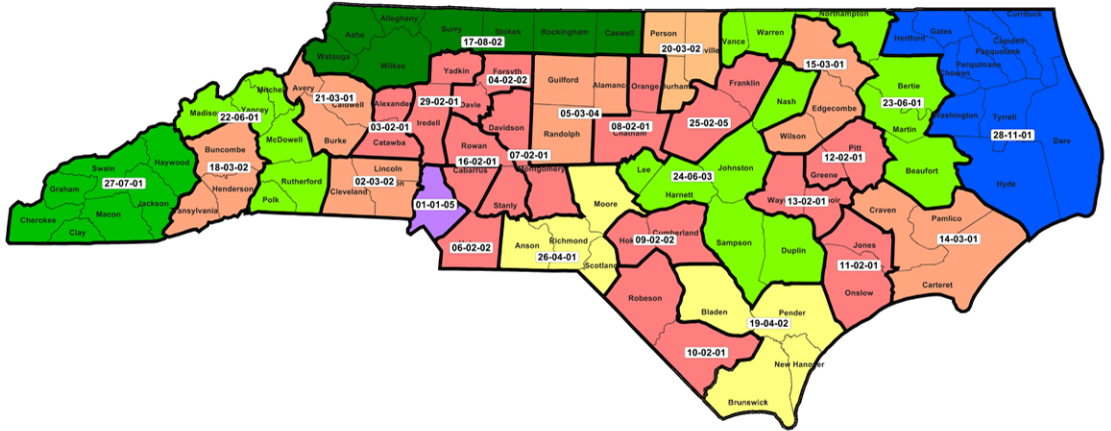 Alleghany
Currituck
Northampton
Ashe
Surry
Stokes
Rockingham
Caswell
Person
Warren
Hertford
Gates
Camden
17-08-02
Vance
20-03-02
Pasquotank
Watauga
Wilkes
Yadkin
Forsyth
15-03-01
Perquimans
Chowan
04-02-02
Guilford
Alamance
Orange
Durham
Franklin
Bertie
Mitchell
Avery
21-03-01
Caldwell
Alexander
29-02-01
Davie
Nash
Edgecombe
23-06-01
Madison
Yancey
22-06-01
Iredell
Davidson
05-03-04
Washington
Tyrrell
McDowell
Burke
03-02-01
Catawba
Randolph
08-02-01
Chatham
25-02-05
Wilson
Martin
28-11-01
Dare
Buncombe
Rowan
16-02-01
07-02-01
Pitt
12-02-01
Haywood
18-03-02
Lincoln
Cabarrus
Montgomery
Lee
24-06-03
Johnston
Greene
Beaufort
Swain
27-07-01
Henderson
Rutherford
02-03-02
Cleveland
Hyde
Graham
Jackson
Transylvania
Polk
01-01-05
Stanly
Moore
Harnett
13-02-01
Craven
Pamlico
Cherokee
Macon
Clay
06-02-02
Anson
Richmond
26-04-01
Scotland
09-02-02
Cumberland
Sampson
Duplin
Jones
11-02-01
14-03-01
Onslow
Carteret
Robeson
Bladen
Pender
19-04-02
10-02-01
New Hanover
Brunswick